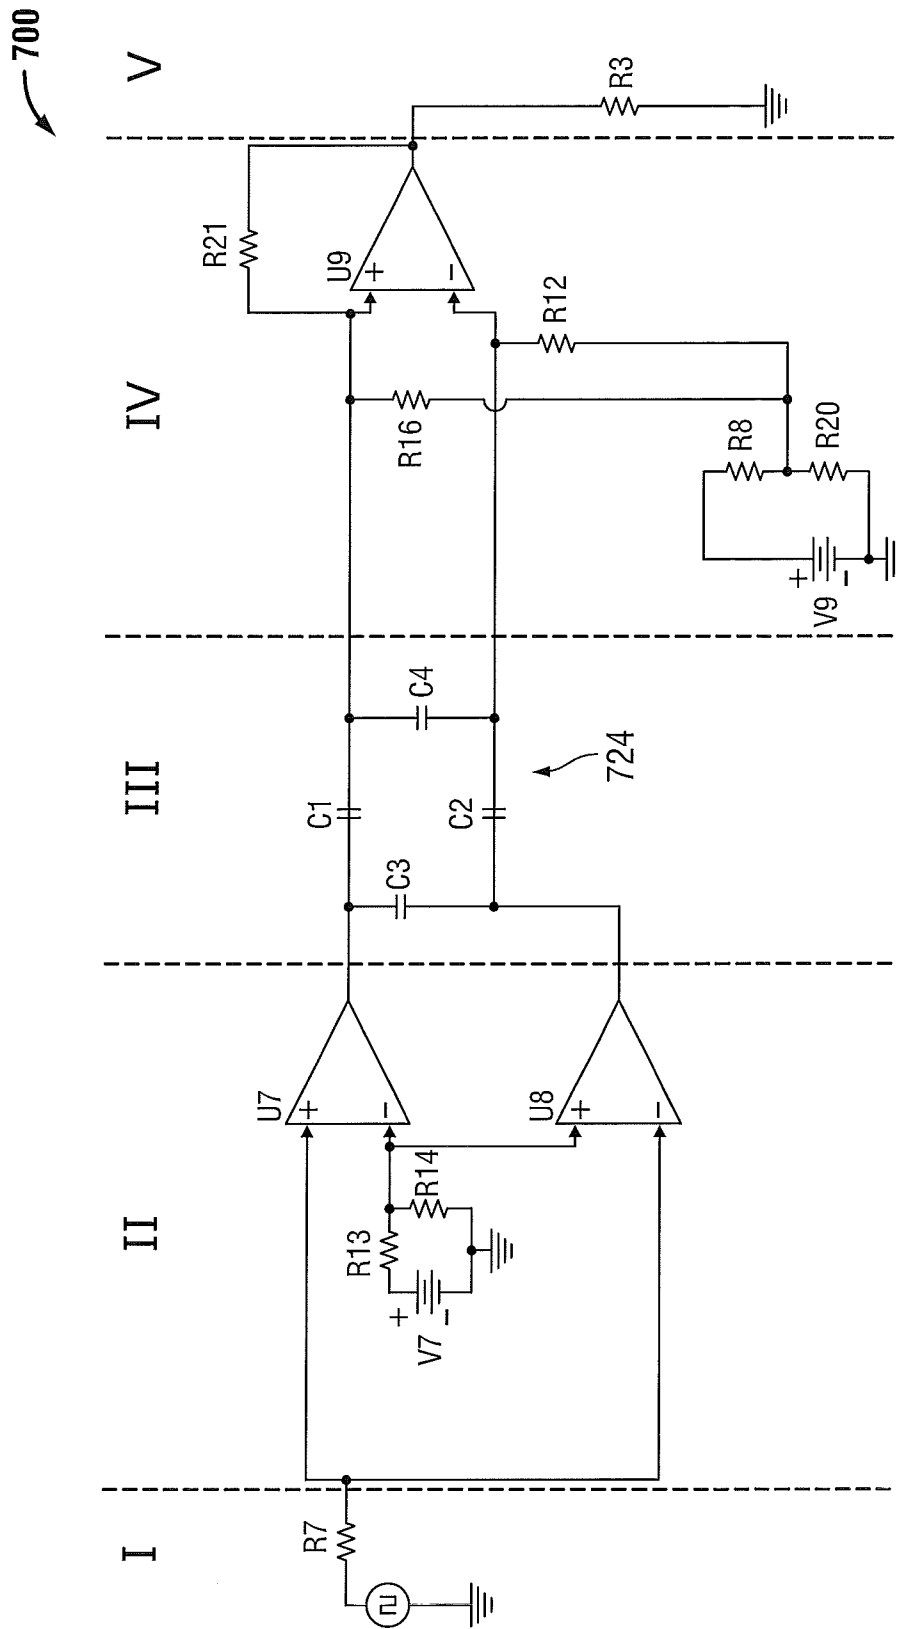 700
I
II
III
IV
V
R7
U7
+
−
R13
R14
+
−
V7
U8
+
−
C3
C1
C2
C4
724
R21
U9
+
−
R16
R12
R8
R20
+
−
V9
R3